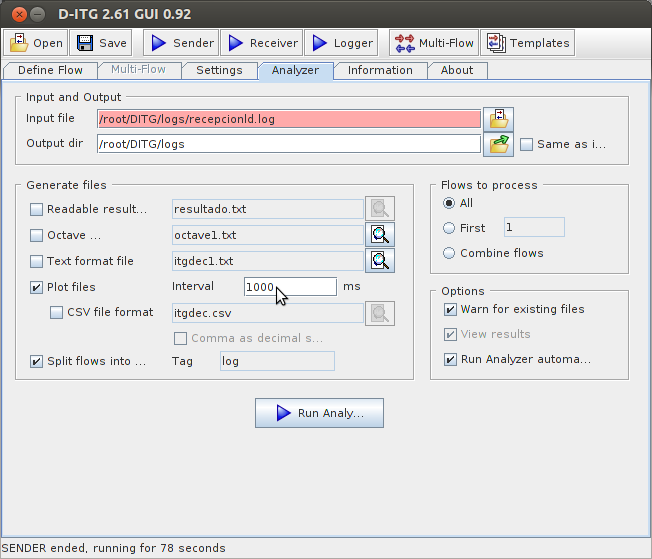 D-ITG 2.61 GUI 0.92
Open Save Sender Receiver Logger Multi-Flow Templates
Define Flow Multi-Flow Settings Analyzer Information About
Input and Output
Input file /root/DITG/logs/recepcionld.log
Output dir /root/DITG/logs Same as i...
Generate files
Readable result... resultado.txt
Octave ... octave1.txt
Text format file itgdec1.txt
Plot files Interval 1000 ms
CSV file format itgdec.csv
Comma as decimal s...
Split flows into ... Tag log
Flows to process
All
First 1
Combine flows
Options
Warn for existing files
View results
Run Analyzer automa...
Run Analy...
SENDER ended, running for 78 seconds